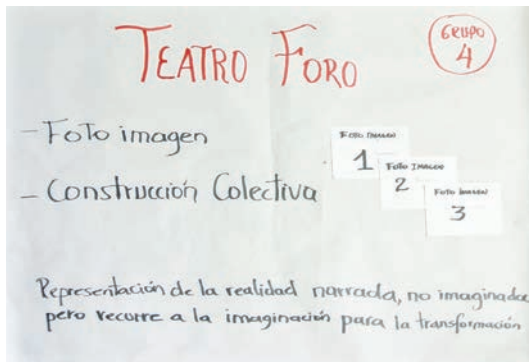 TEATRO FORO
GRUPO
4
- Foto imagen
- Construcción Colectiva
FOTO IMAGEN
1
FOTO IMAGEN
2
FOTO IMAGEN
3
Representación de la realidad narrada, no imaginada
pero recurre a la imaginación para la transformación